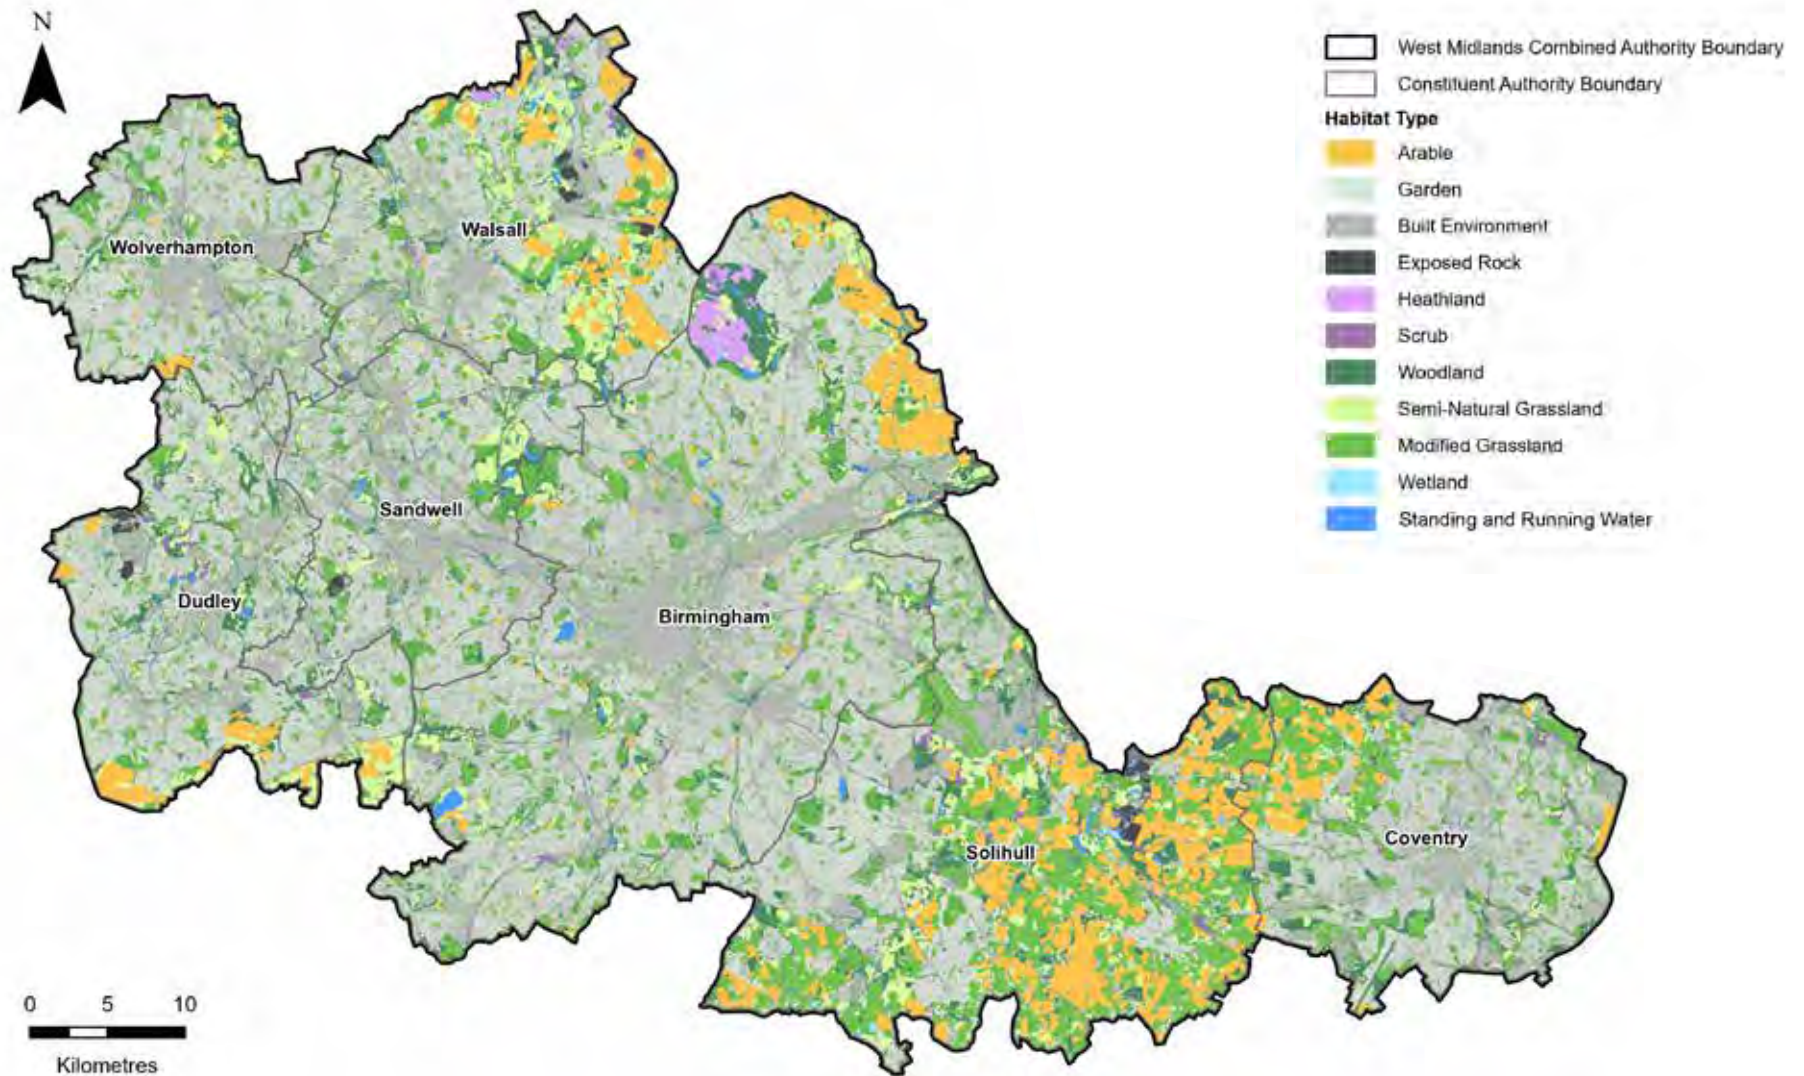 N
West Midlands Combined Authority Boundary
Constituent Authority Boundary
Habitat Type
Arable
Garden
Built Environment
Exposed Rock
Heathland
Scrub
Woodland
Semi-Natural Grassland
Modified Grassland
Wetland
Standing and Running Water
Wolverhampton
Walsall
Sandwell
Dudley
Birmingham
Solihull
Coventry
0 5 10
Kilometres